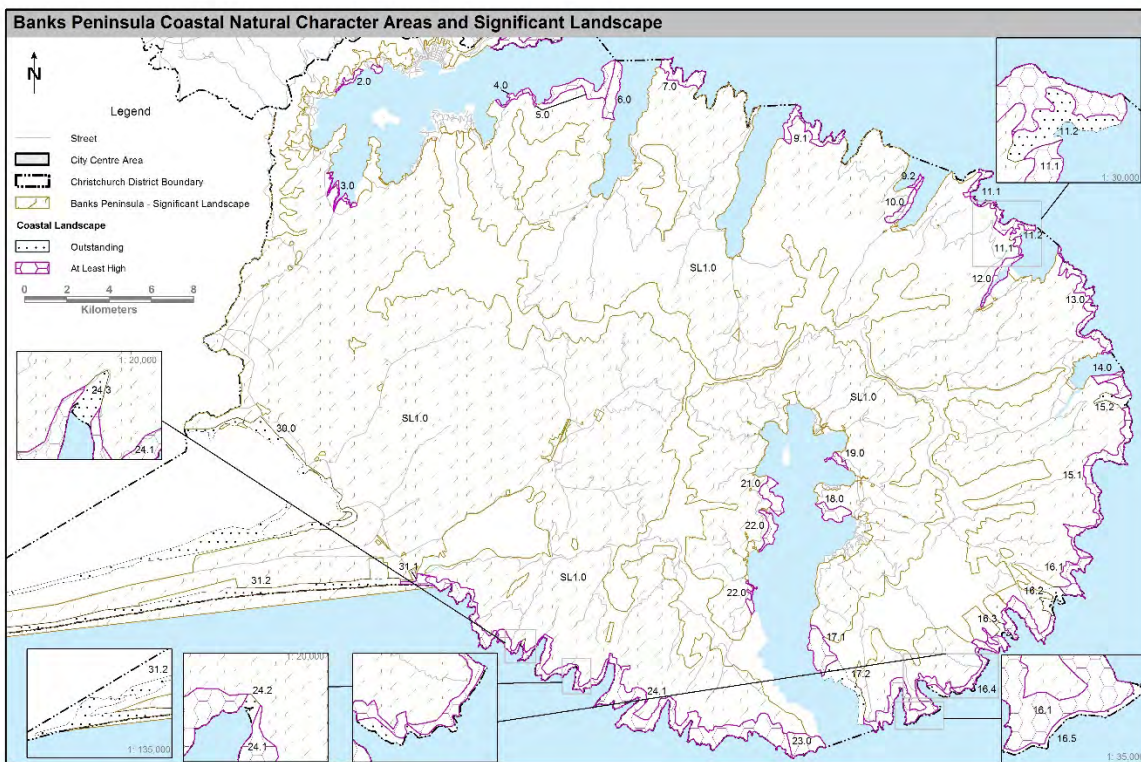 Banks Peninsula Coastal Natural Character Areas and Significant Landscape
N
Legend
Street
City Centre Area
Christchurch District Boundary
Banks Peninsula - Significant Landscape
Coastal Landscape
Outstanding
At Least High
0 2 4 6 8
Kilometers
2.0
3.0
4.0
5.0
6.0
7.0
9.1
9.2
10.0
11.1
11.2
11.1
12.0
13.0
14.0
15.2
15.1
16.1
16.2
16.3
16.4
17.1
17.2
18.0
19.0
21.0
22.0
22.0
23.0
24.1
30.0
31.1
31.2
SL1.0
SL1.0
SL1.0
SL1.0
11.2
11.1
1: 30,000
1: 20,000
24.3
24.1
31.2
1: 135,000
1: 20,000
24.2
24.1
16.1
16.5
1: 35,000